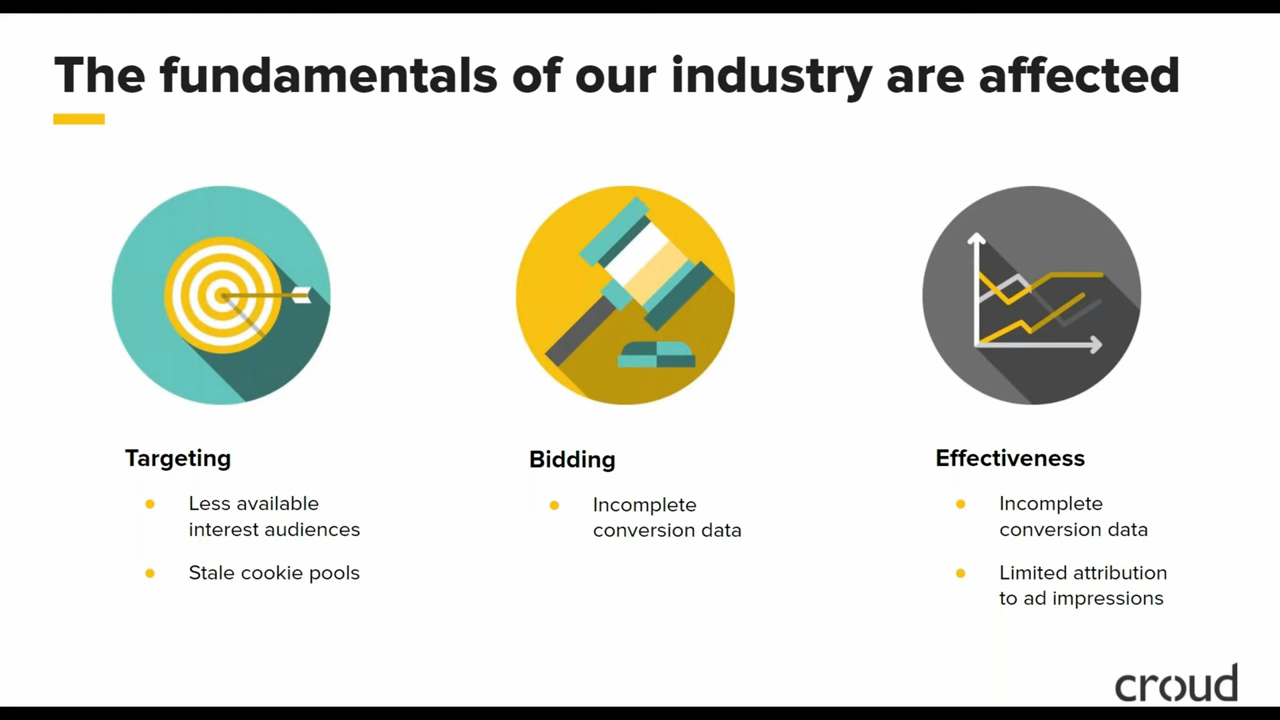 The fundamentals of our industry are affected
Targeting
Less available
interest audiences
Stale cookie pools
Bidding
Incomplete
conversion data
Effectiveness
Incomplete
conversion data
Limited attribution
to ad impressions
croud